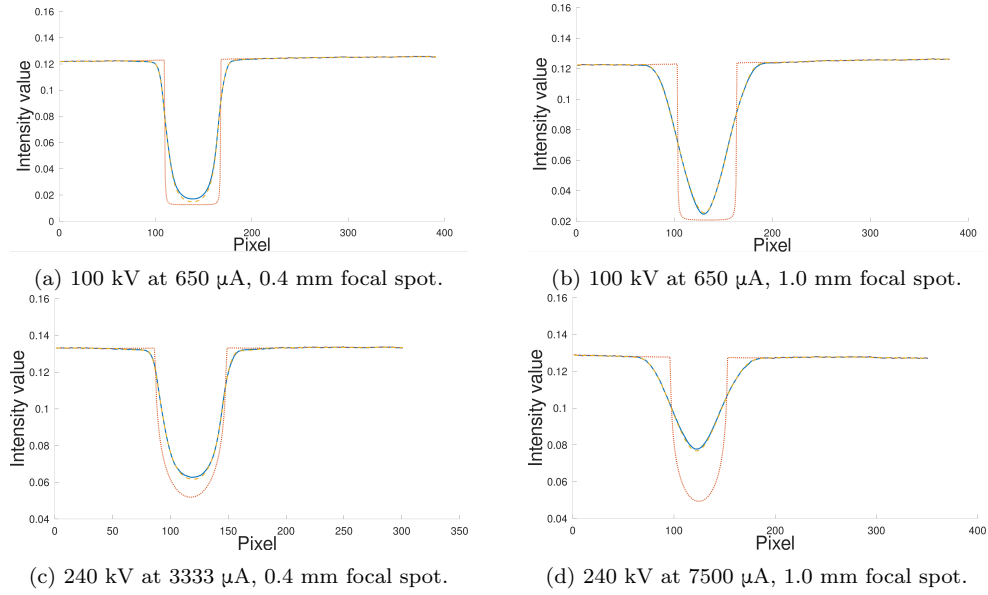 0.16
0.14
0.12
0.1
0.08
0.06
0.04
0.02
0
Intensity value
0 100 200 300 400
Pixel
(a) 100 kV at 650 µA, 0.4 mm focal spot.
0.16
0.14
0.12
0.1
0.08
0.06
0.04
0.02
Intensity value
0 100 200 300 400
Pixel
(b) 100 kV at 650 µA, 1.0 mm focal spot.
0.16
0.14
0.12
0.1
0.08
0.06
0.04
Intensity value
0 50 100 150 200 250 300 350
Pixel
(c) 240 kV at 3333 µA, 0.4 mm focal spot.
0.16
0.14
0.12
0.1
0.08
0.06
0.04
Intensity value
0 100 200 300 400
Pixel
(d) 240 kV at 7500 µA, 1.0 mm focal spot.